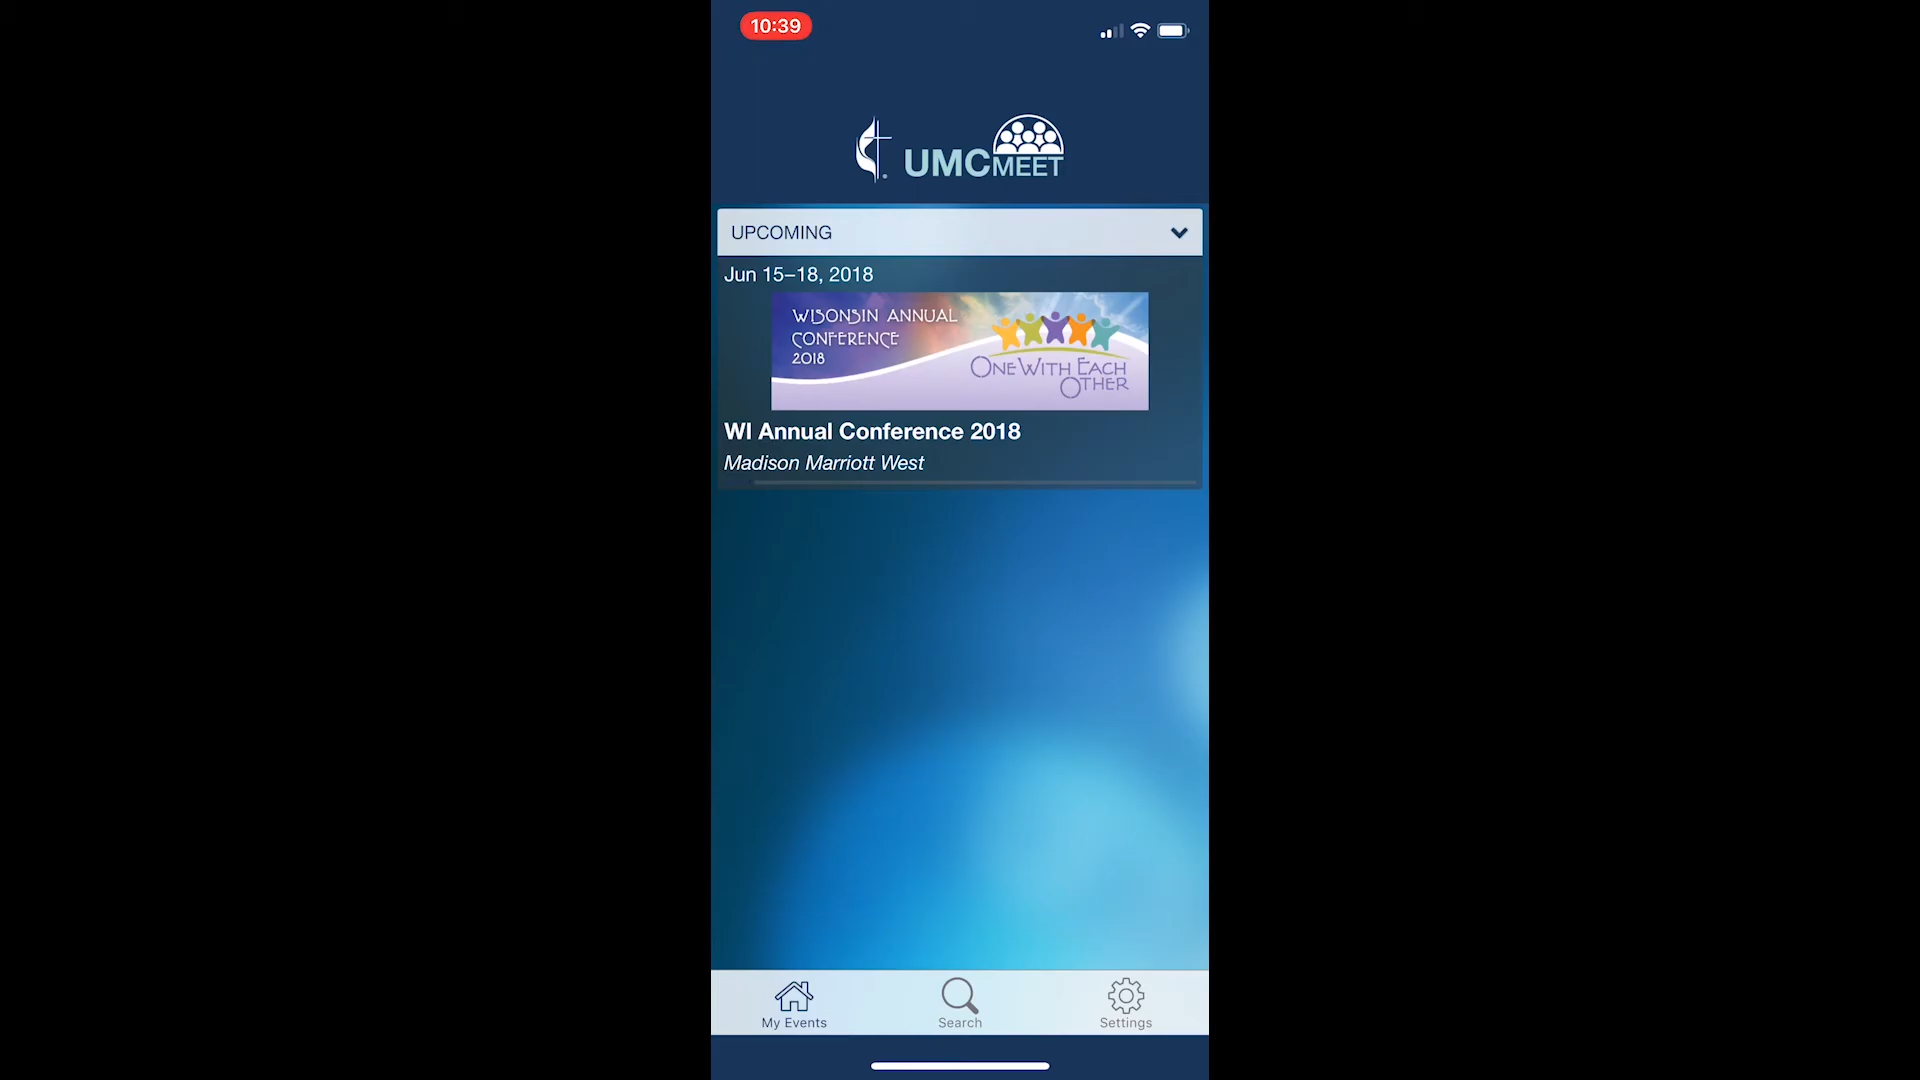 10:39
UMCMEET
UPCOMING
Jun 15–18, 2018
WISONSIN ANNUAL
CONFERENCE
2018
ONE WITH EACH
OTHER
WI Annual Conference 2018
Madison Marriott West
My Events
Search
Settings